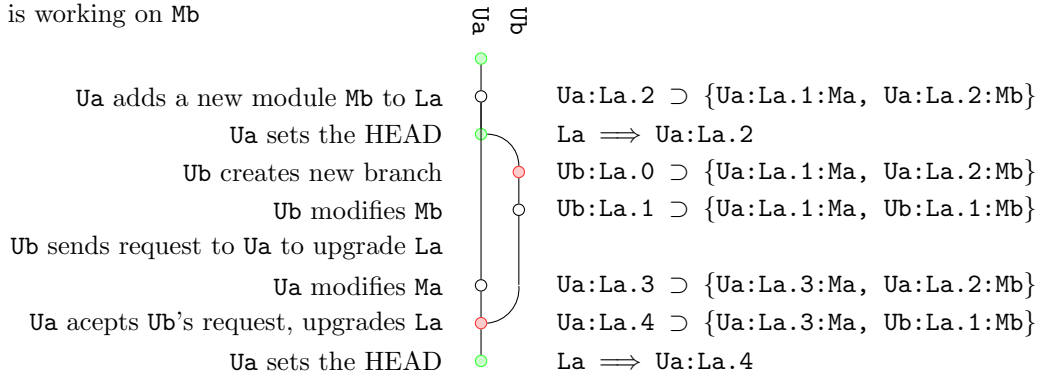 is working on Mb
Ua
Ub
Ua adds a new module Mb to La Ua:La.2 ⊃ {Ua:La.1:Ma, Ua:La.2:Mb}
Ua sets the HEAD La ⟹ Ua:La.2
Ub creates new branch Ub:La.0 ⊃ {Ua:La.1:Ma, Ua:La.2:Mb}
Ub modifies Mb Ub:La.1 ⊃ {Ua:La.1:Ma, Ub:La.1:Mb}
Ub sends request to Ua to upgrade La
Ua modifies Ma Ua:La.3 ⊃ {Ua:La.3:Ma, Ua:La.2:Mb}
Ua acepts Ub's request, upgrades La Ua:La.4 ⊃ {Ua:La.3:Ma, Ub:La.1:Mb}
Ua sets the HEAD La ⟹ Ua:La.4